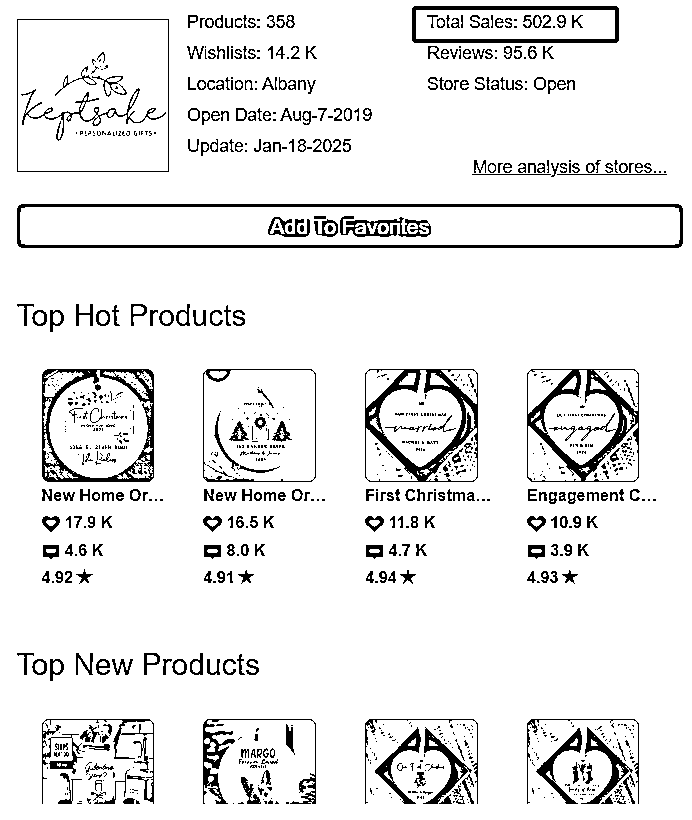 Keptsake
• PERSONALIZED GIFTS •
Products: 358
Wishlists: 14.2 K
Location: Albany
Open Date: Aug-7-2019
Update: Jan-18-2025
Total Sales: 502.9 K
Reviews: 95.6 K
Store Status: Open
More analysis of stores...
Add To Favorites
Top Hot Products
First Christmas
married
engaged
New Home Or...
New Home Or...
First Christma...
Engagement C...
17.9 K
16.5 K
11.8 K
10.9 K
4.6 K
8.0 K
4.7 K
3.9 K
4.92 ★
4.91 ★
4.94 ★
4.93 ★
Top New Products
MARGO